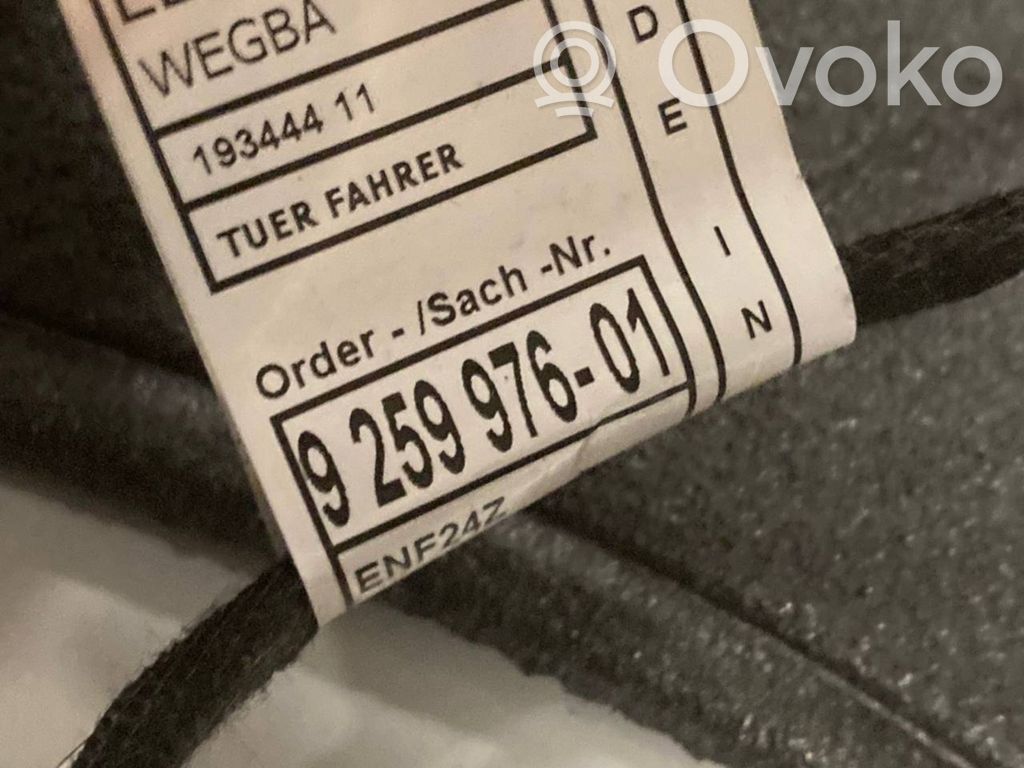 WEGBA
193444 11
TUER FAHRER
Order - /Sach -Nr.
9 259 976-01
ENF24Z
D
E
I
N
Ovoko